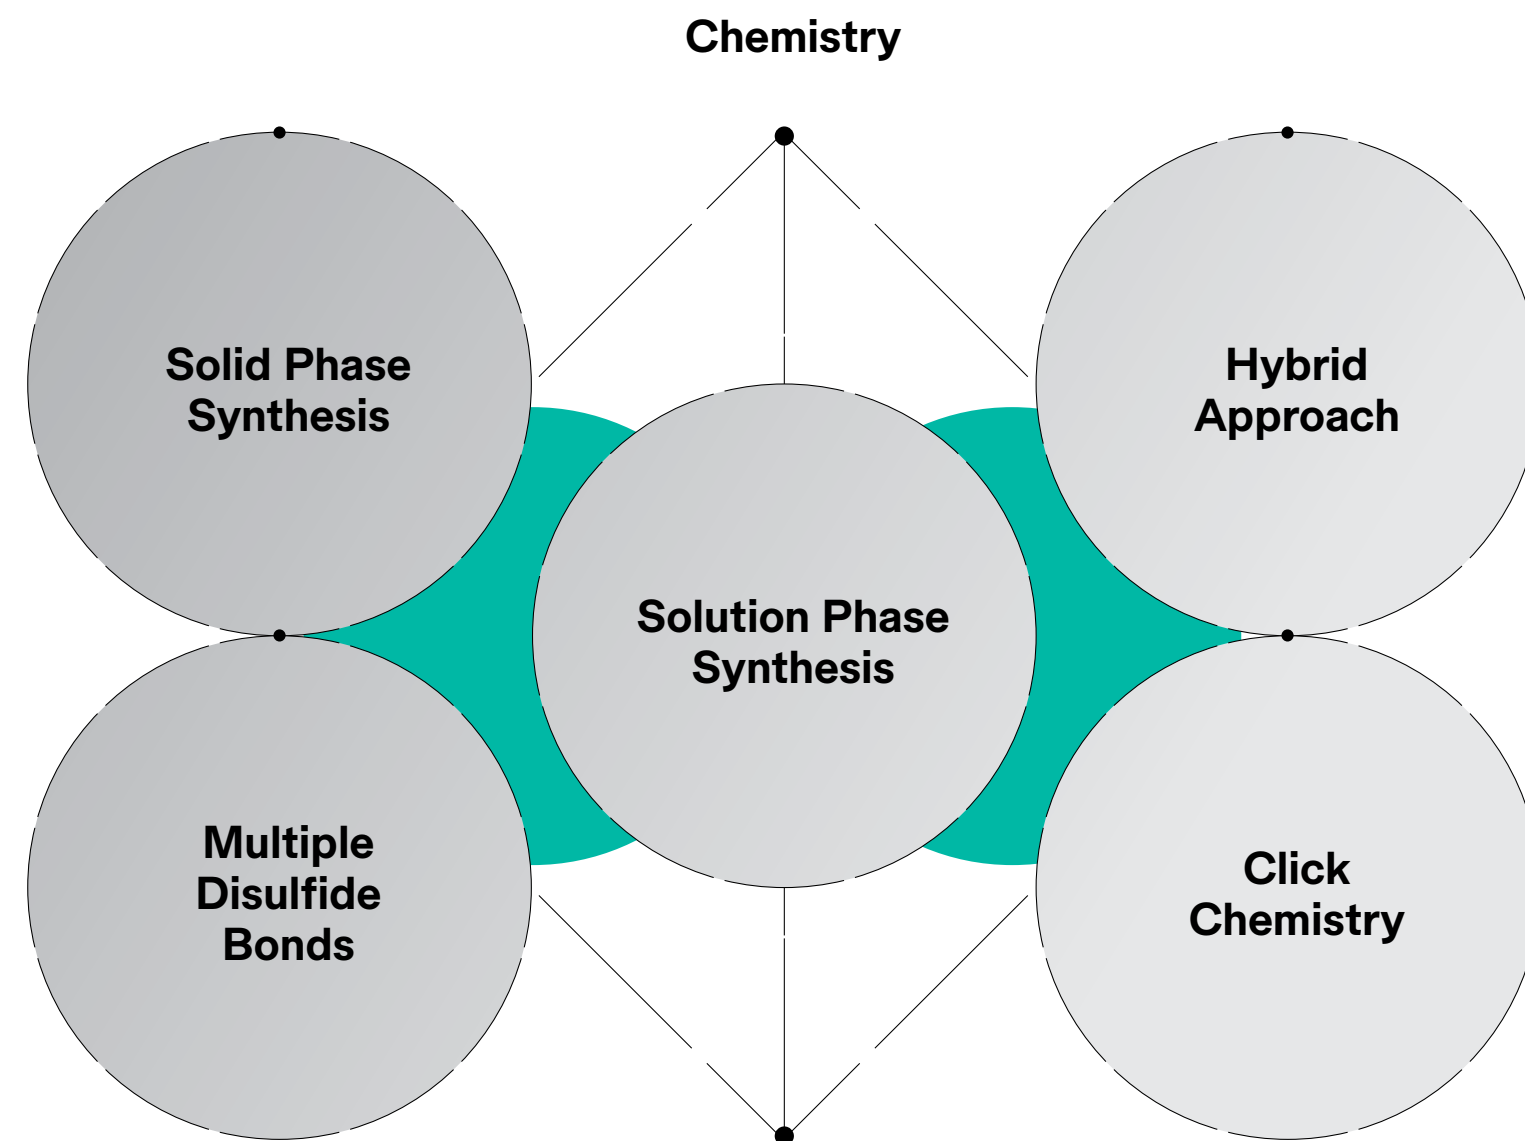 Chemistry
Solid Phase
Synthesis
Hybrid
Approach
Solution Phase
Synthesis
Multiple
Disulfide
Bonds
Click
Chemistry